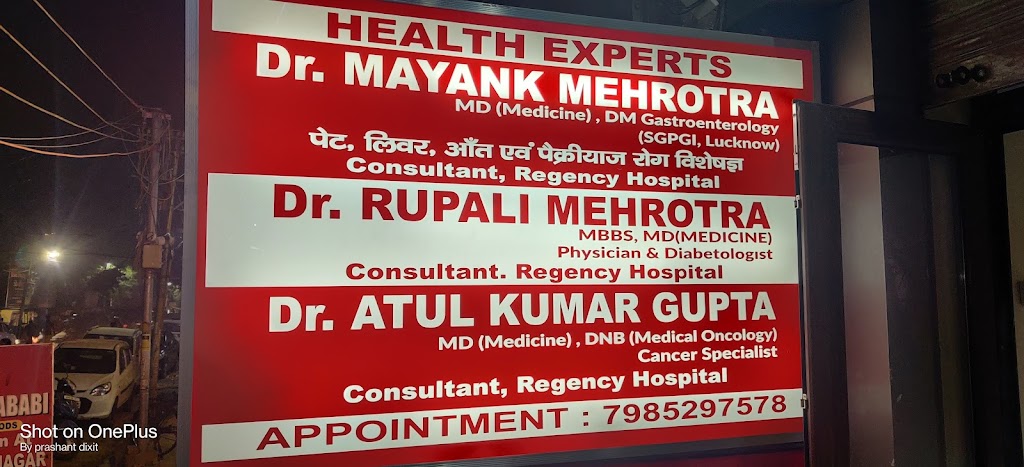 HEALTH EXPERTS
Dr. MAYANK MEHROTRA
MD (Medicine) , DM Gastroenterology
(SGPGI, Lucknow)
पेट, लिवर, आँत एवं पैक्रीयाज रोग विशेषज्ञ
Consultant, Regency Hospital
Dr. RUPALI MEHROTRA
MBBS, MD(MEDICINE)
Physician & Diabetologist
Consultant. Regency Hospital
Dr. ATUL KUMAR GUPTA
MD (Medicine) , DNB (Medical Oncology)
Cancer Specialist
Consultant, Regency Hospital
APPOINTMENT : 7985297578
ABABI
NAGAR
Shot on OnePlus
By prashant dixit